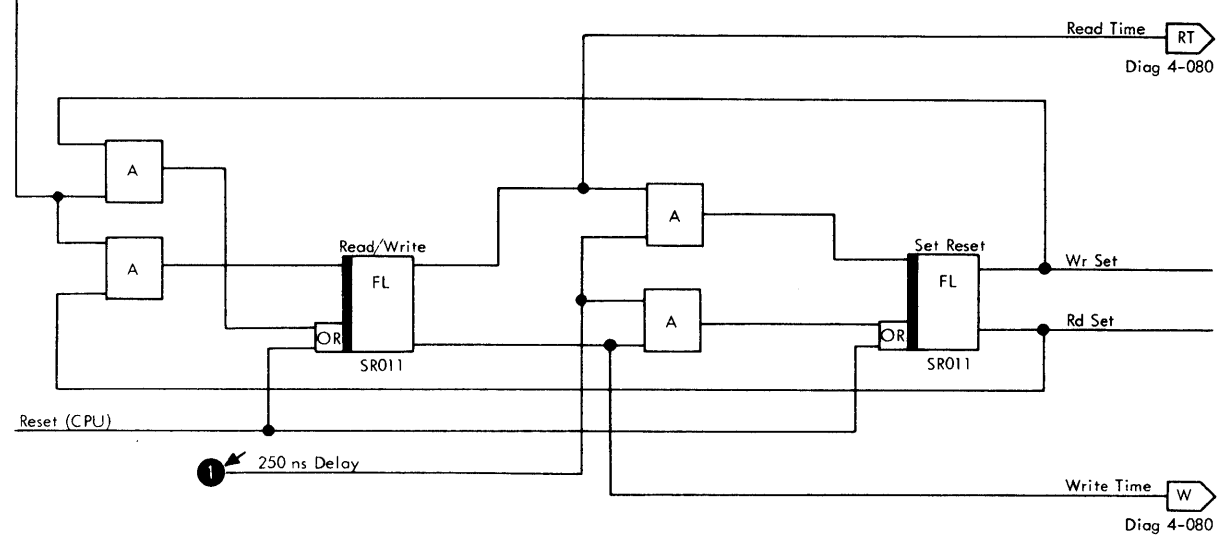 Read Time
RT
Diag 4-080
A
A
A
A
Read/Write
FL
OR
SR011
Set Reset
FL
OR
SR011
Wr Set
Rd Set
Reset (CPU)
1
250 ns Delay
Write Time
W
Diag 4-080